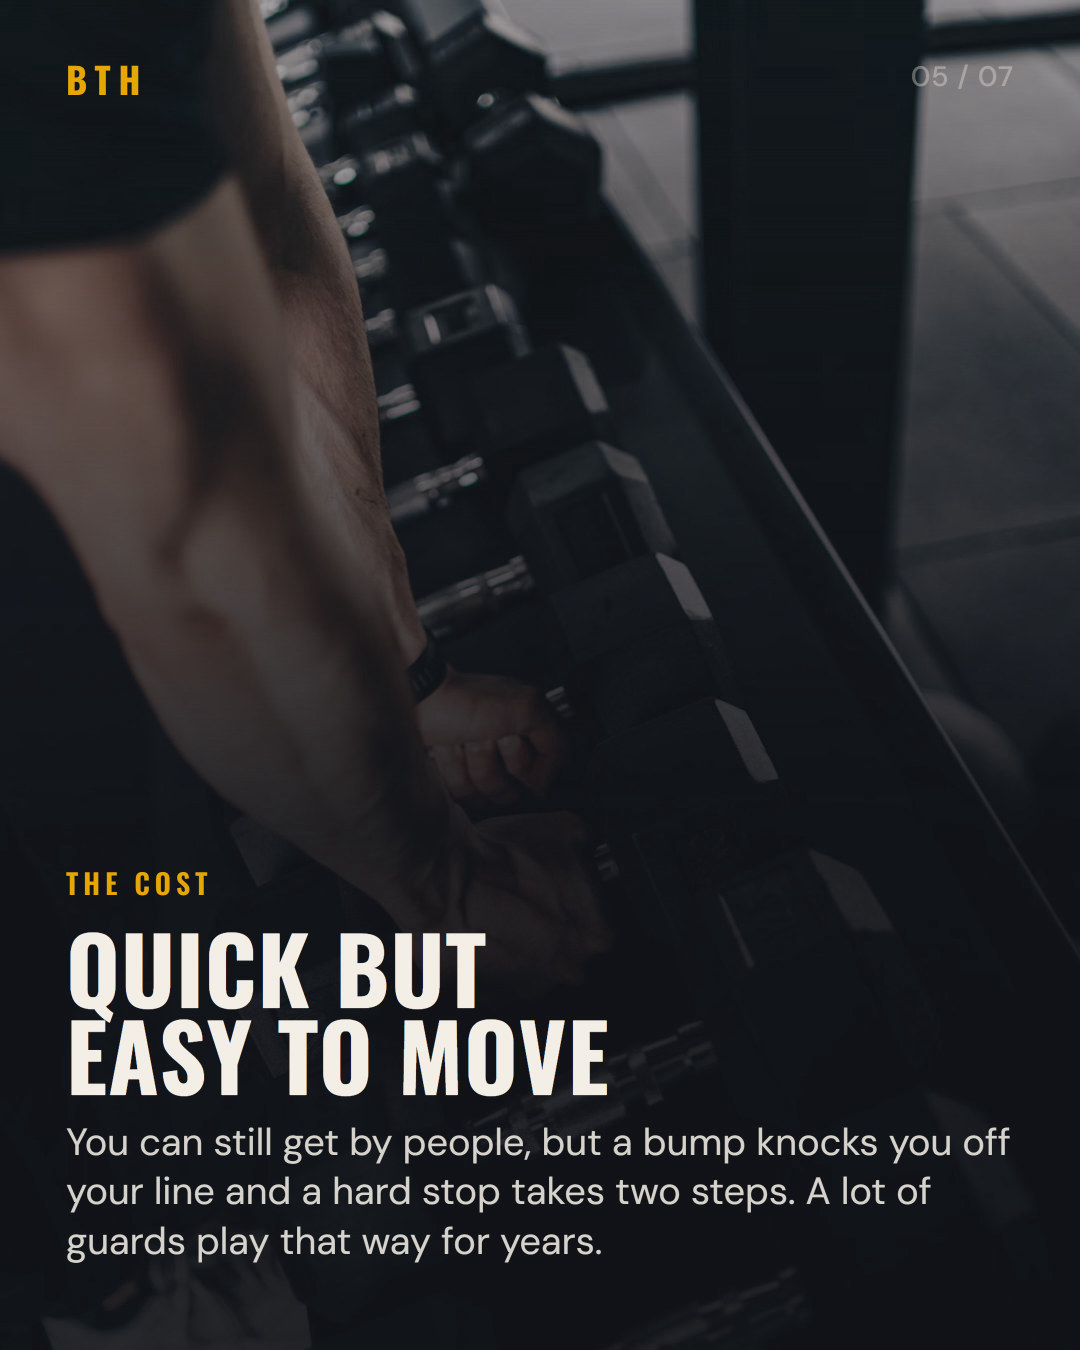 BTH
05 / 07
THE COST
QUICK BUT
EASY TO MOVE
You can still get by people, but a bump knocks you off
your line and a hard stop takes two steps. A lot of
guards play that way for years.